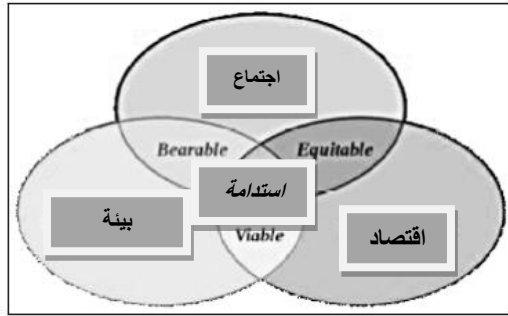 اجتماع
Bearable
Equitable
استدامة
بيئة
اقتصاد
Viable